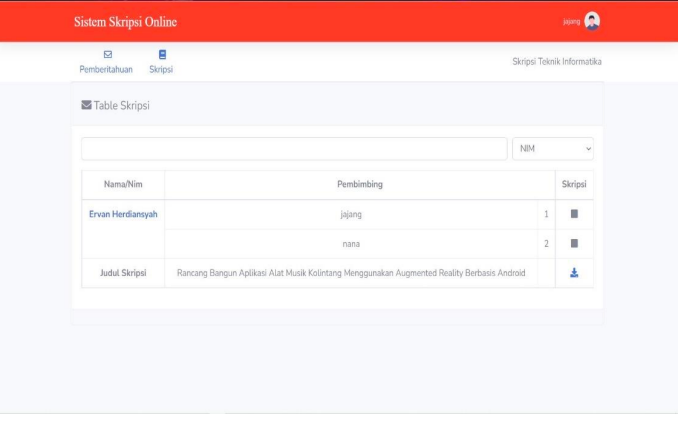 Sistem Skripsi Online
jajang
Pemberitahuan Skripsi
Skripsi Teknik Informatika
Table Skripsi
NIM
Nama/Nim Pembimbing Skripsi
Ervan Herdiansyah jajang 1
nana 2
Judul Skripsi Rancang Bangun Aplikasi Alat Musik Kolintang Menggunakan Augmented Reality Berbasis Android